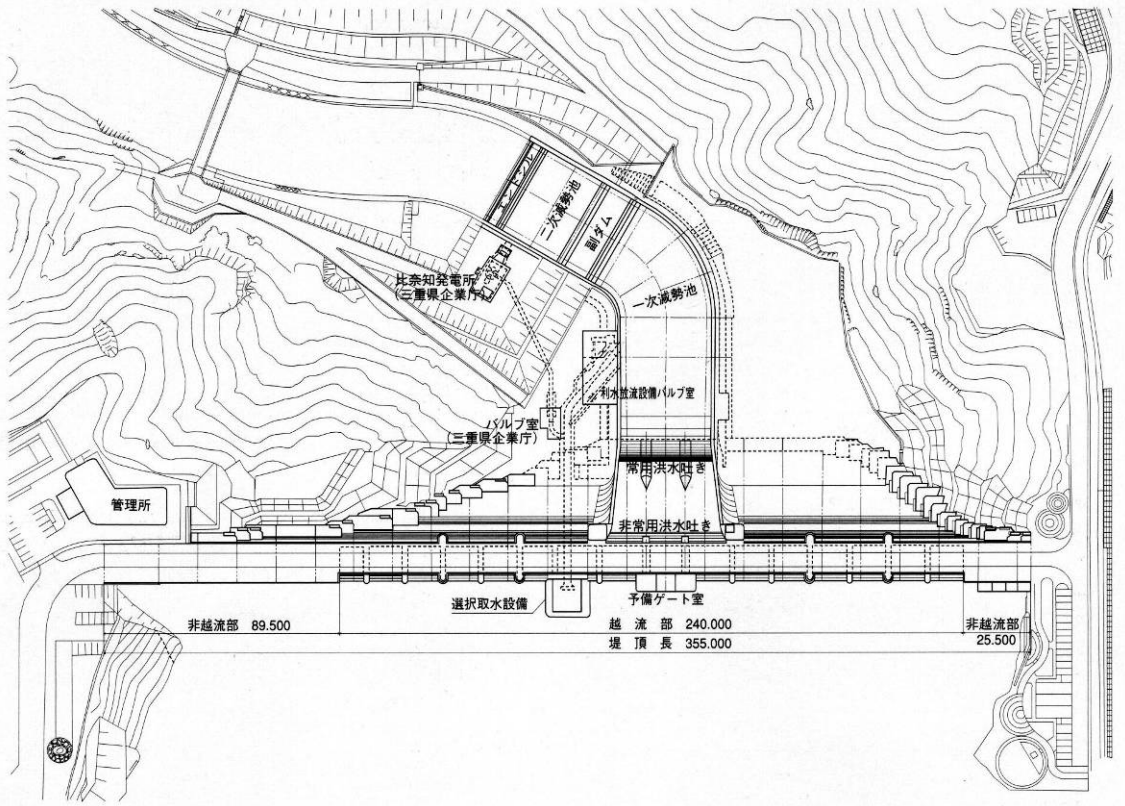 エンドシル
二次減勢池
副ダム
比奈知発電所
(三重県企業庁)
一次減勢池
利水放流設備バルブ室
バルブ室
(三重県企業庁)
常用洪水吐き
管理所
非常用洪水吐き
選択取水設備
予備ゲート室
非越流部 89.500
越 流 部 240.000
非越流部
25.500
堤 頂 長 355.000